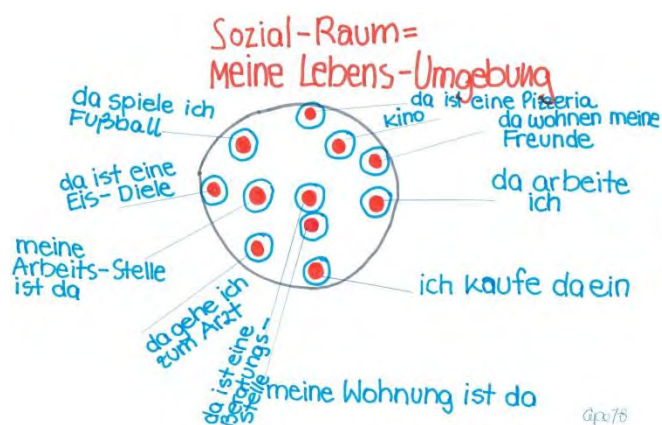 Sozial-Raum=
Meine Lebens-Umgebung
da spiele ich
Fußball
da ist eine Pizzeria
kino
da wohnen meine
Freunde
da ist eine
Eis-Diele
da arbeite
ich
meine
Arbeits-Stelle
ist da
da gehe ich
zum Arzt
da ist eine
Beratungs-
stelle
ich kaufe da ein
meine Wohnung ist da